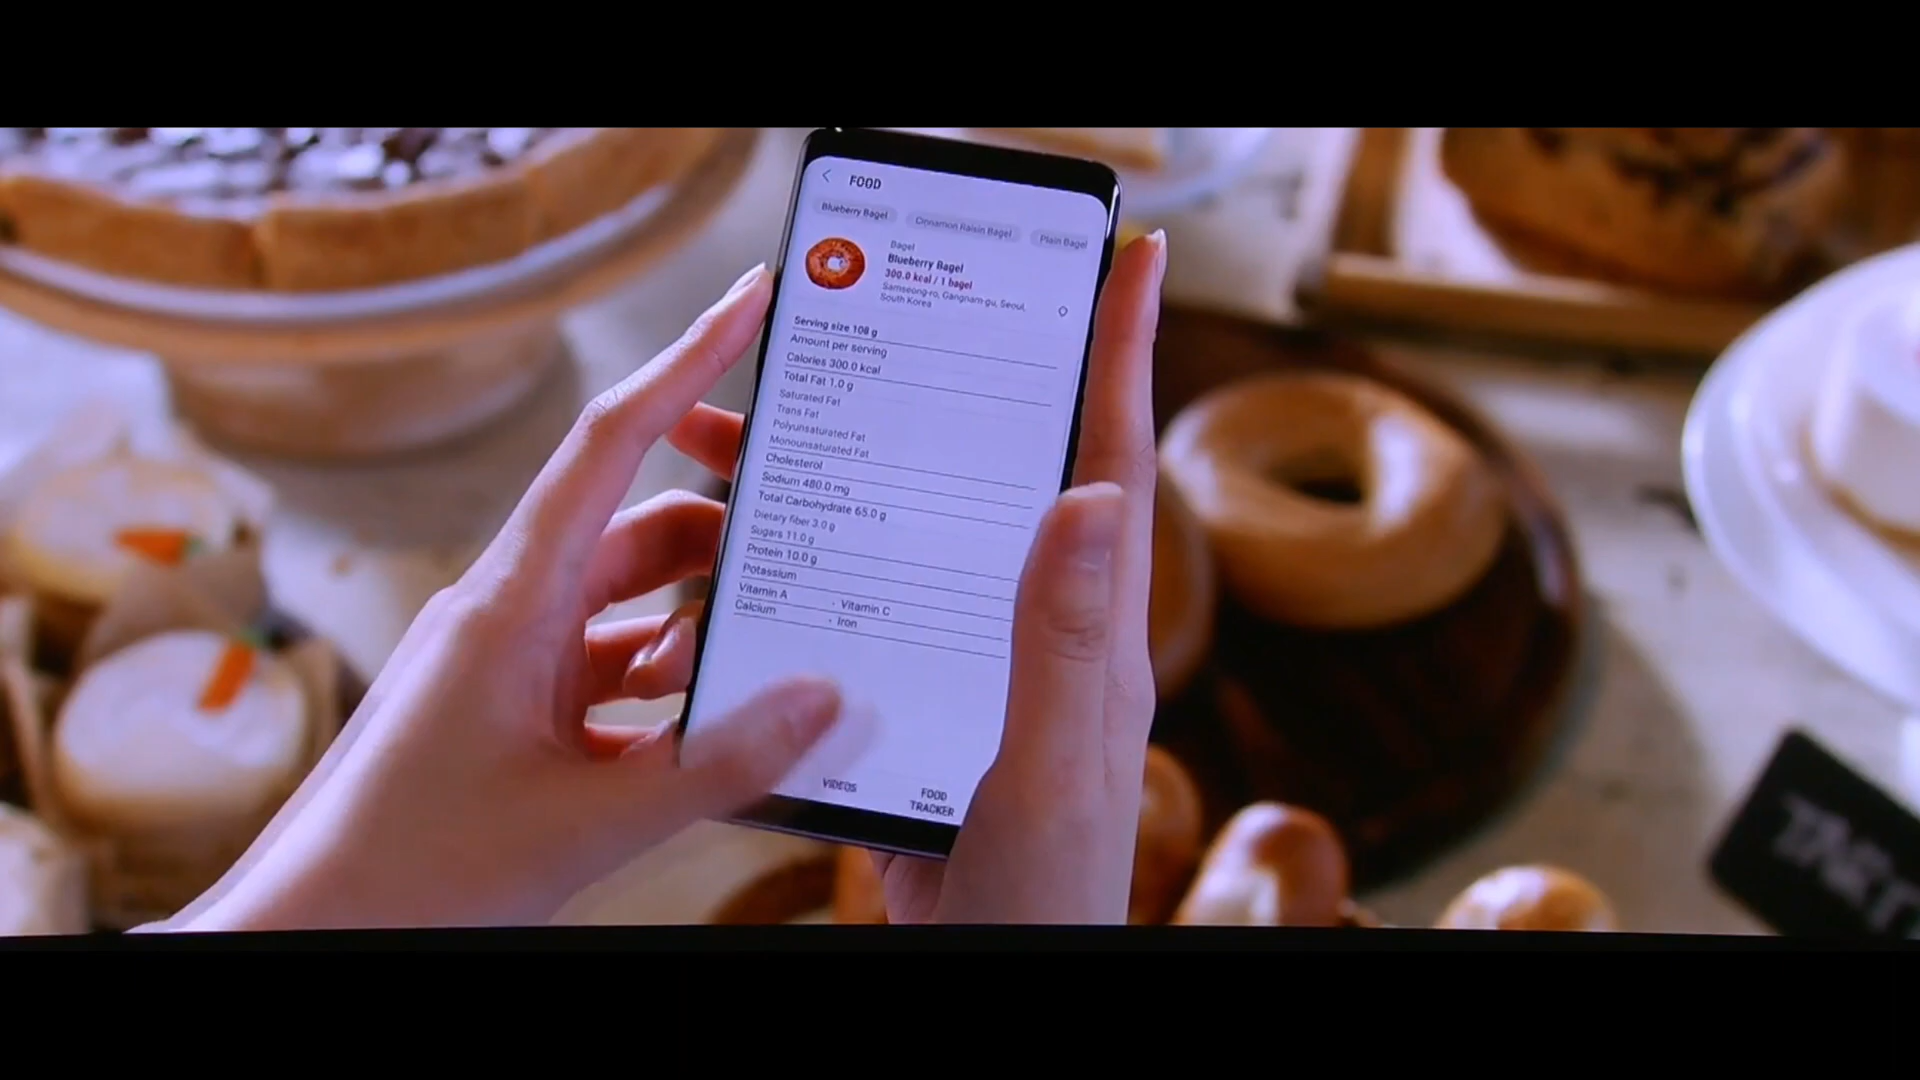 FOOD
Blueberry Bagel
Cinnamon Raisin Bagel
Plain Bagel
Bagel
Blueberry Bagel
300.0 kcal / 1 bagel
Samseong-ro, Gangnam-gu, Seoul,
South Korea
Serving size 108 g
Amount per serving
Calories 300.0 kcal
Total Fat 1.0 g
Saturated Fat
Trans Fat
Polyunsaturated Fat
Monounsaturated Fat
Cholesterol
Sodium 480.0 mg
Total Carbohydrate 65.0 g
Dietary fiber 3.0 g
Sugars 11.0 g
Protein 10.0 g
Potassium
Vitamin A · Vitamin C
Calcium · Iron
VIDEOS
FOOD
TRACKER